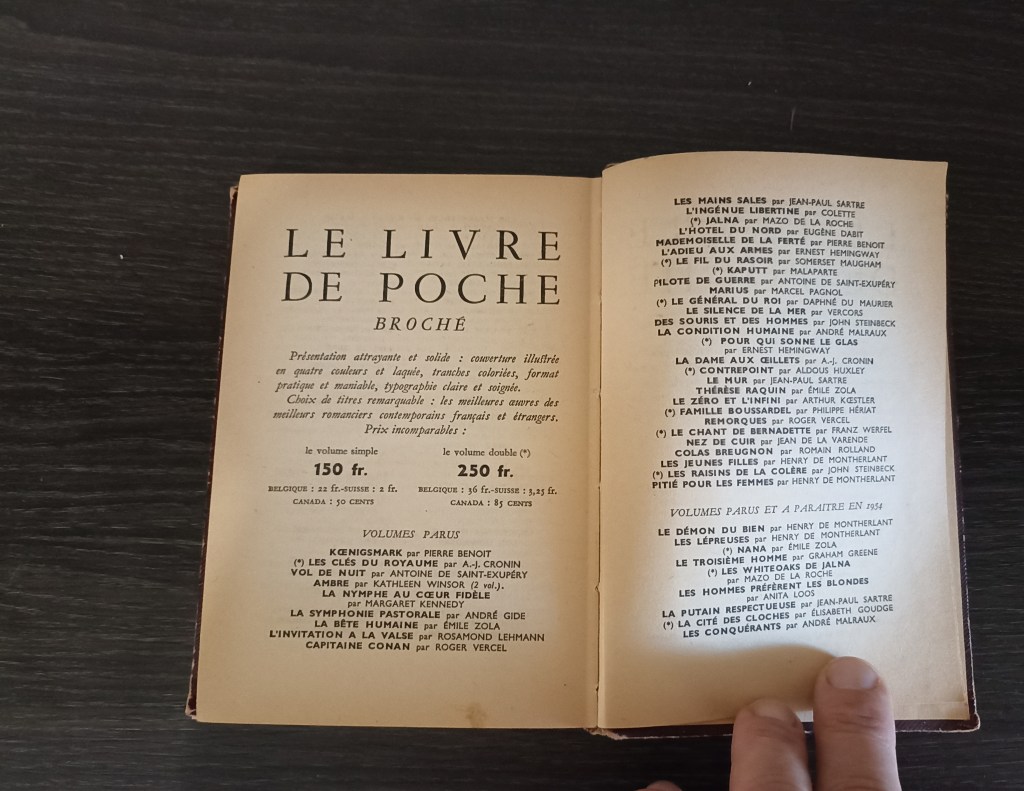 LE LIVRE
DE POCHE
BROCHÉ
Présentation attrayante et solide : couverture illustrée
en quatre couleurs et laquée, tranches coloriées, format
pratique et maniable, typographie claire et soignée.
Choix de titres remarquable : les meilleures œuvres des
meilleurs romanciers contemporains français et étrangers.
Prix incomparables :
le volume simple
150 fr.
BELGIQUE : 22 fr.-SUISSE : 2 fr.
CANADA : 50 CENTS
le volume double (*)
250 fr.
BELGIQUE : 36 fr.-SUISSE : 3,25 fr.
CANADA : 85 CENTS
VOLUMES PARUS
KŒNIGSMARK par PIERRE BENOIT
(*) LES CLÉS DU ROYAUME par A.-J. CRONIN
VOL DE NUIT par ANTOINE DE SAINT-EXUPÉRY
AMBRE par KATHLEEN WINSOR (2 vol.).
LA NYMPHE AU CŒUR FIDÈLE
par MARGARET KENNEDY
LA SYMPHONIE PASTORALE par ANDRÉ GIDE
LA BÊTE HUMAINE par ÉMILE ZOLA
L'INVITATION A LA VALSE par ROSAMOND LEHMANN
CAPITAINE CONAN par ROGER VERCEL
LES MAINS SALES par JEAN-PAUL SARTRE
L'INGÉNUE LIBERTINE par COLETTE
(*) JALNA par MAZO DE LA ROCHE
L'HOTEL DU NORD par EUGÈNE DABIT
MADEMOISELLE DE LA FERTÉ par PIERRE BENOIT
L'ADIEU AUX ARMES par ERNEST HEMINGWAY
(*) LE FIL DU RASOIR par SOMERSET MAUGHAM
(*) KAPUTT par MALAPARTE
PILOTE DE GUERRE par ANTOINE DE SAINT-EXUPÉRY
MARIUS par MARCEL PAGNOL
(*) LE GÉNÉRAL DU ROI par DAPHNÉ DU MAURIER
LE SILENCE DE LA MER par VERCORS
DES SOURIS ET DES HOMMES par JOHN STEINBECK
LA CONDITION HUMAINE par ANDRÉ MALRAUX
(*) POUR QUI SONNE LE GLAS
par ERNEST HEMINGWAY
LA DAME AUX ŒILLETS par A.-J. CRONIN
(*) CONTREPOINT par ALDOUS HUXLEY
LE MUR par JEAN-PAUL SARTRE
THÉRÈSE RAQUIN par ÉMILE ZOLA
LE ZÉRO ET L'INFINI par ARTHUR KŒSTLER
(*) FAMILLE BOUSSARDEL par PHILIPPE HÉRIAT
REMORQUES par ROGER VERCEL
(*) LE CHANT DE BERNADETTE par FRANZ WERFEL
NEZ DE CUIR par JEAN DE LA VARENDE
COLAS BREUGNON par ROMAIN ROLLAND
LES JEUNES FILLES par HENRY DE MONTHERLANT
(*) LES RAISINS DE LA COLÈRE par JOHN STEINBECK
PITIÉ POUR LES FEMMES par HENRY DE MONTHERLANT
VOLUMES PARUS ET A PARAITRE EN 1954
LE DÉMON DU BIEN par HENRY DE MONTHERLANT
LES LÉPREUSES par HENRY DE MONTHERLANT
(*) NANA par ÉMILE ZOLA
LE TROISIÈME HOMME par GRAHAM GREENE
(*) LES WHITEOAKS DE JALNA
par MAZO DE LA ROCHE
LES HOMMES PRÉFÈRENT LES BLONDES
par ANITA LOOS
LA PUTAIN RESPECTUEUSE par JEAN-PAUL SARTRE
(*) LA CITÉ DES CLOCHES par ÉLISABETH GOUDGE
LES CONQUÉRANTS par ANDRÉ MALRAUX